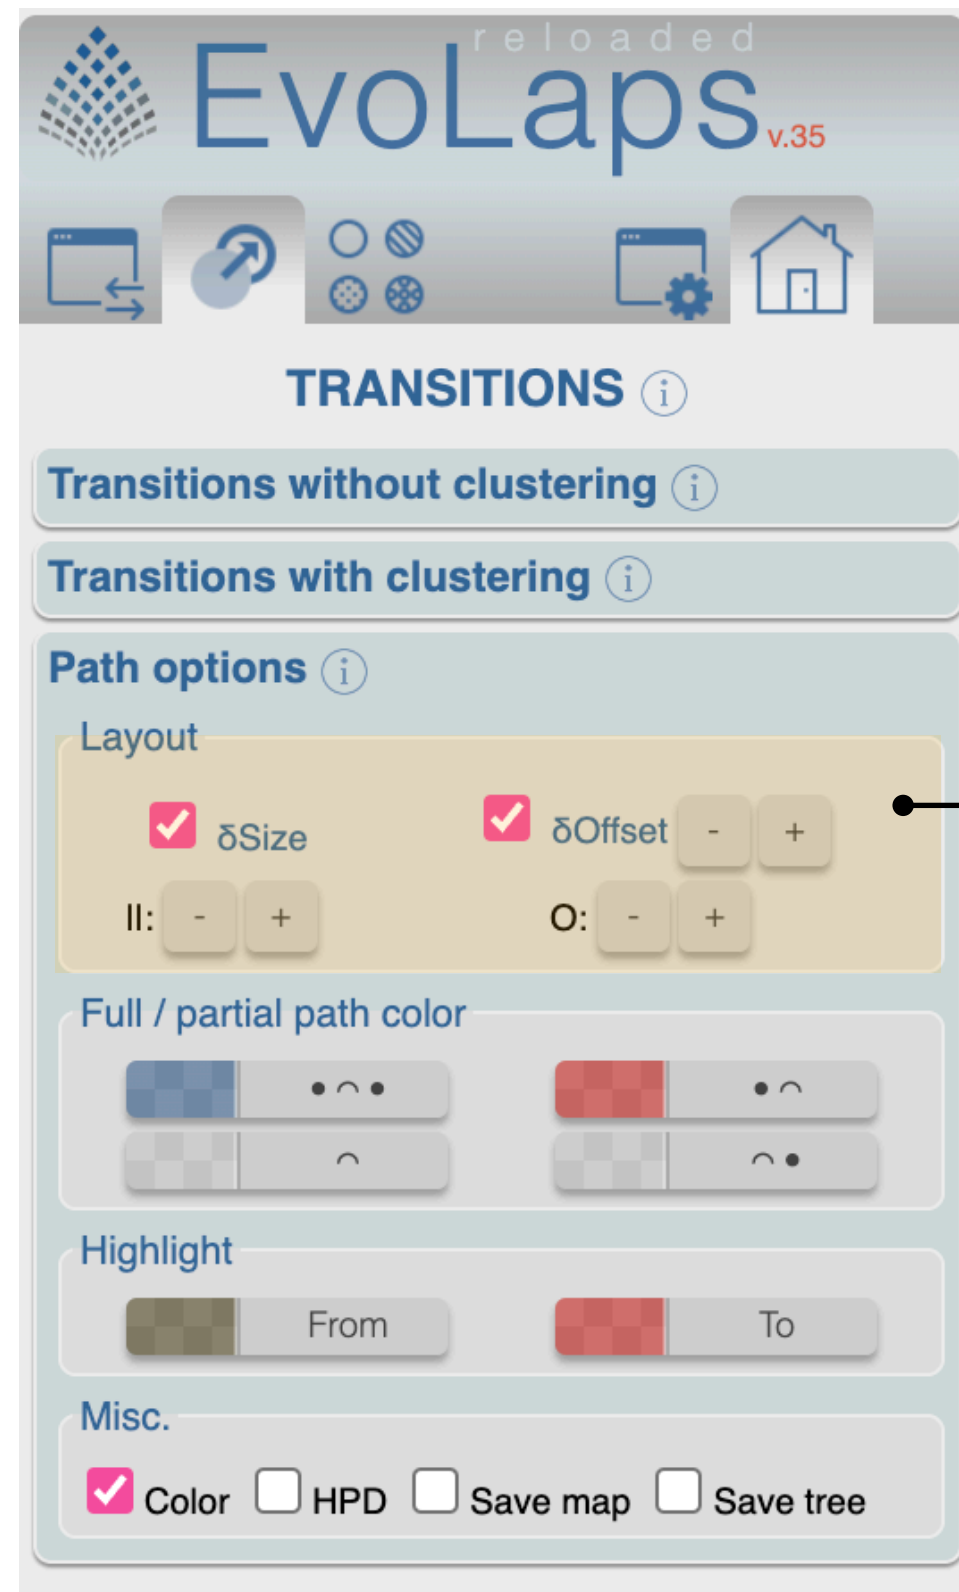 reloaded
EvoLaps v.35
TRANSITIONS i
Transitions without clustering i
Transitions with clustering i
Path options i
Layout
δSize δOffset - +
II: - + O: - +
Full / partial path color
Highlight
From To
Misc.
Color HPD Save map Save tree